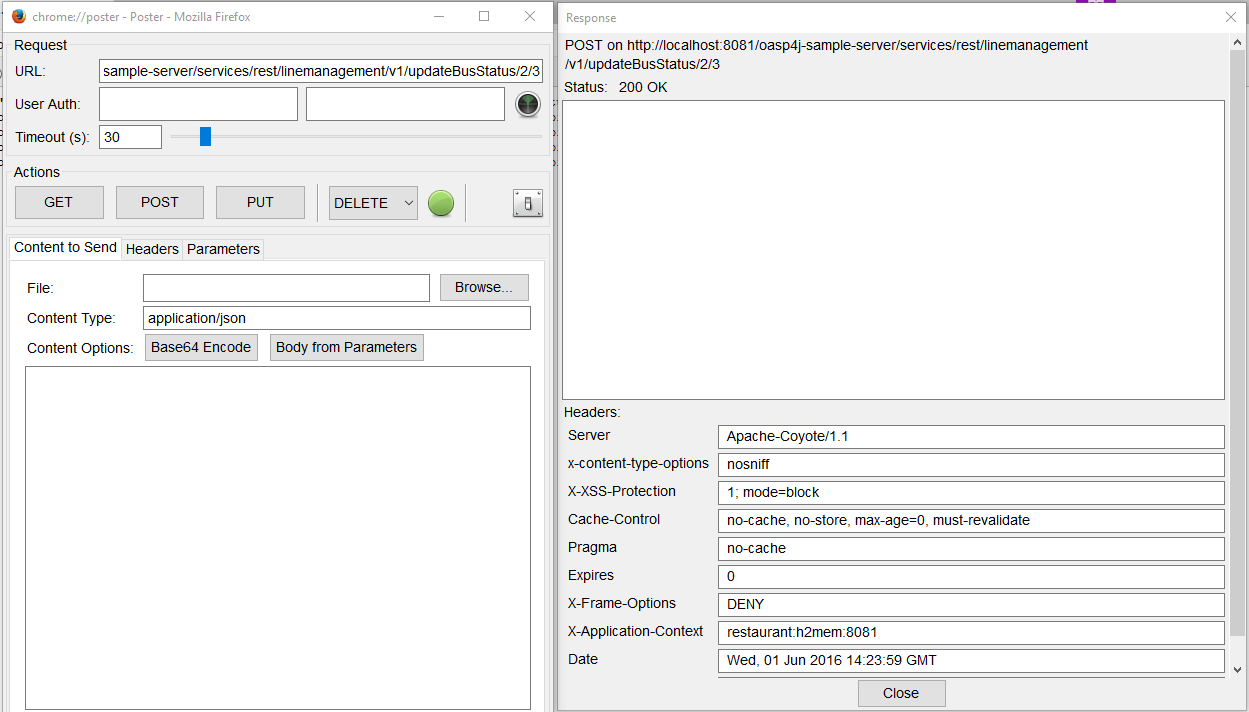 chrome://poster - Poster - Mozilla Firefox
Request
URL: sample-server/services/rest/linemanagement/v1/updateBusStatus/2/3
User Auth:
Timeout (s): 30
Actions
GET POST PUT DELETE
Content to Send Headers Parameters
File: Browse...
Content Type: application/json
Content Options: Base64 Encode Body from Parameters
Response
POST on http://localhost:8081/oasp4j-sample-server/services/rest/linemanagement
/v1/updateBusStatus/2/3
Status: 200 OK
Headers:
Server Apache-Coyote/1.1
x-content-type-options nosniff
X-XSS-Protection 1; mode=block
Cache-Control no-cache, no-store, max-age=0, must-revalidate
Pragma no-cache
Expires 0
X-Frame-Options DENY
X-Application-Context restaurant:h2mem:8081
Date Wed, 01 Jun 2016 14:23:59 GMT
Close